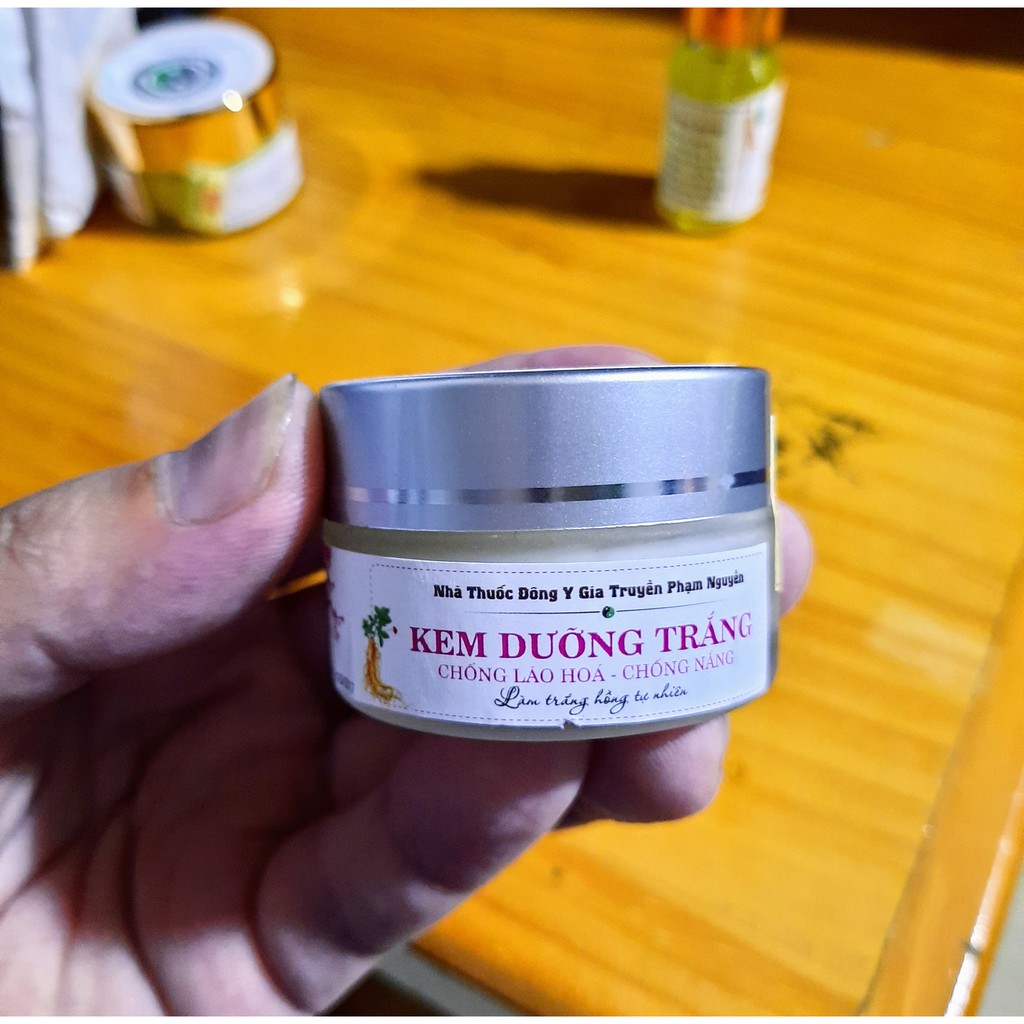 Nhà Thuốc Đông Y Gia Truyền Phạm Nguyên
KEM DƯỠNG TRẮNG
CHỐNG LÃO HOÁ - CHỐNG NẮNG
Làm trắng hồng tự nhiên